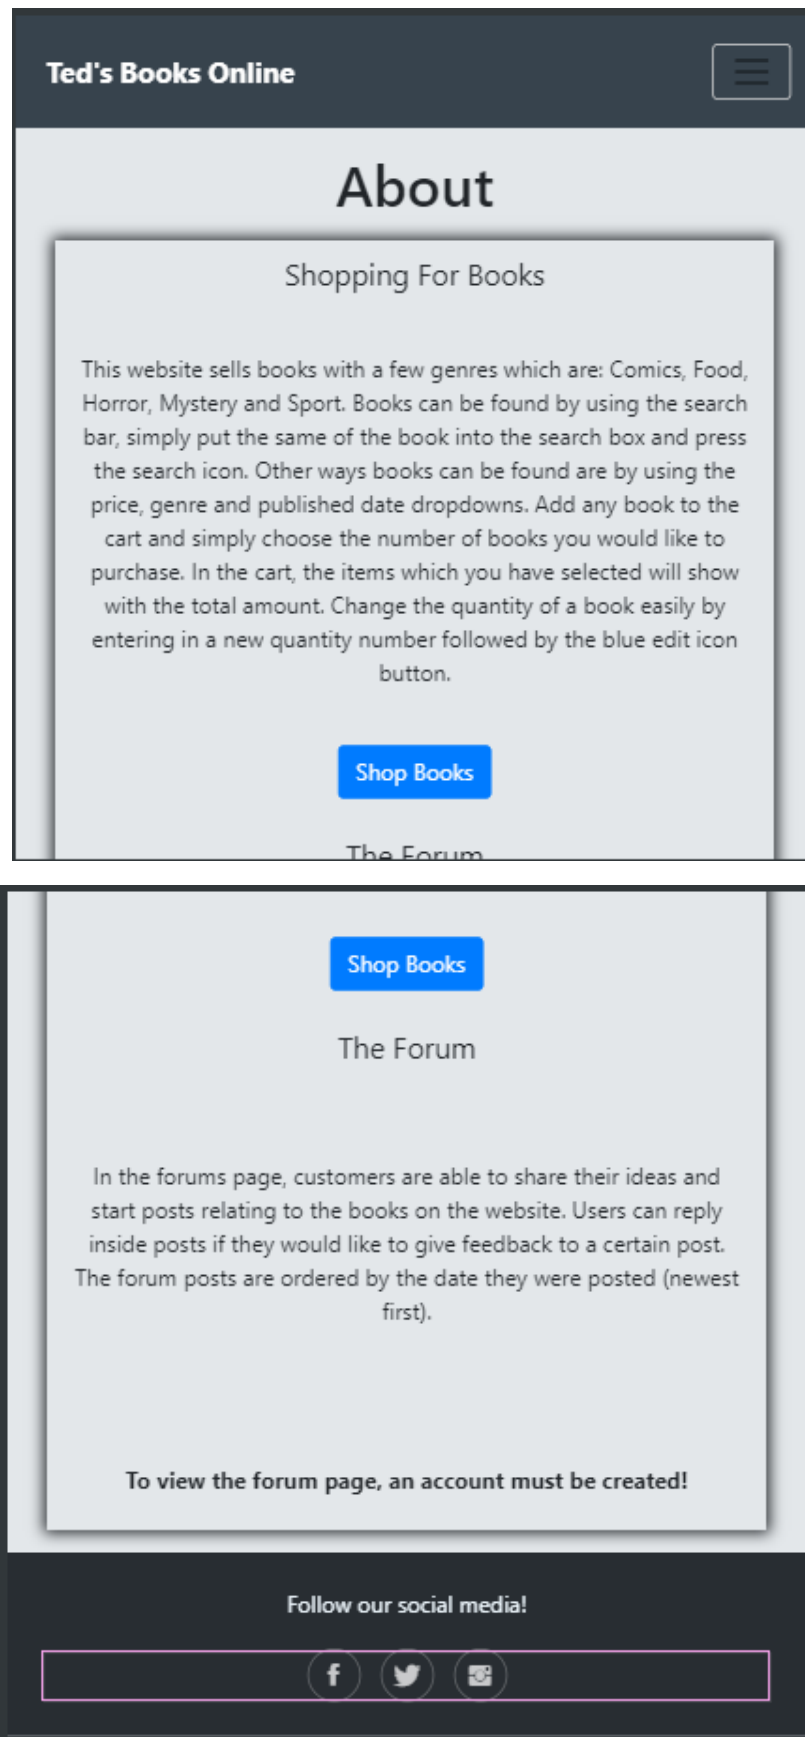 Ted's Books Online
About
Shopping For Books
This website sells books with a few genres which are: Comics, Food,
Horror, Mystery and Sport. Books can be found by using the search
bar, simply put the same of the book into the search box and press
the search icon. Other ways books can be found are by using the
price, genre and published date dropdowns. Add any book to the
cart and simply choose the number of books you would like to
purchase. In the cart, the items which you have selected will show
with the total amount. Change the quantity of a book easily by
entering in a new quantity number followed by the blue edit icon
button.
Shop Books
The Forum
Shop Books
The Forum
In the forums page, customers are able to share their ideas and
start posts relating to the books on the website. Users can reply
inside posts if they would like to give feedback to a certain post.
The forum posts are ordered by the date they were posted (newest
first).
To view the forum page, an account must be created!
Follow our social media!